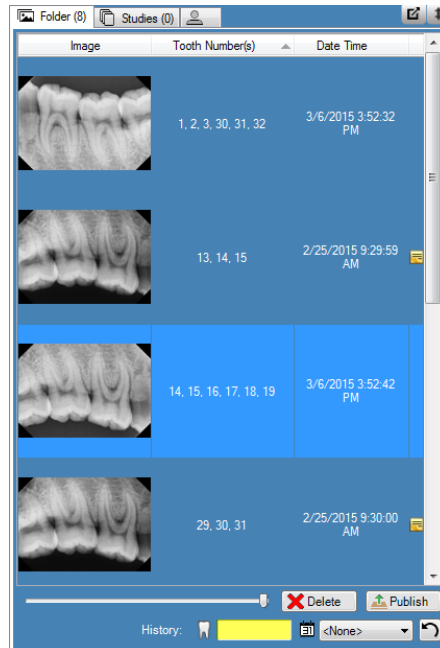 Folder (8) Studies (0)
Image Tooth Number(s) Date Time
1, 2, 3, 30, 31, 32 3/6/2015 3:52:32
PM
13, 14, 15 2/25/2015 9:29:59
AM
14, 15, 16, 17, 18, 19 3/6/2015 3:52:42
PM
29, 30, 31 2/25/2015 9:30:00
AM
Delete Publish
History: 31 <None>